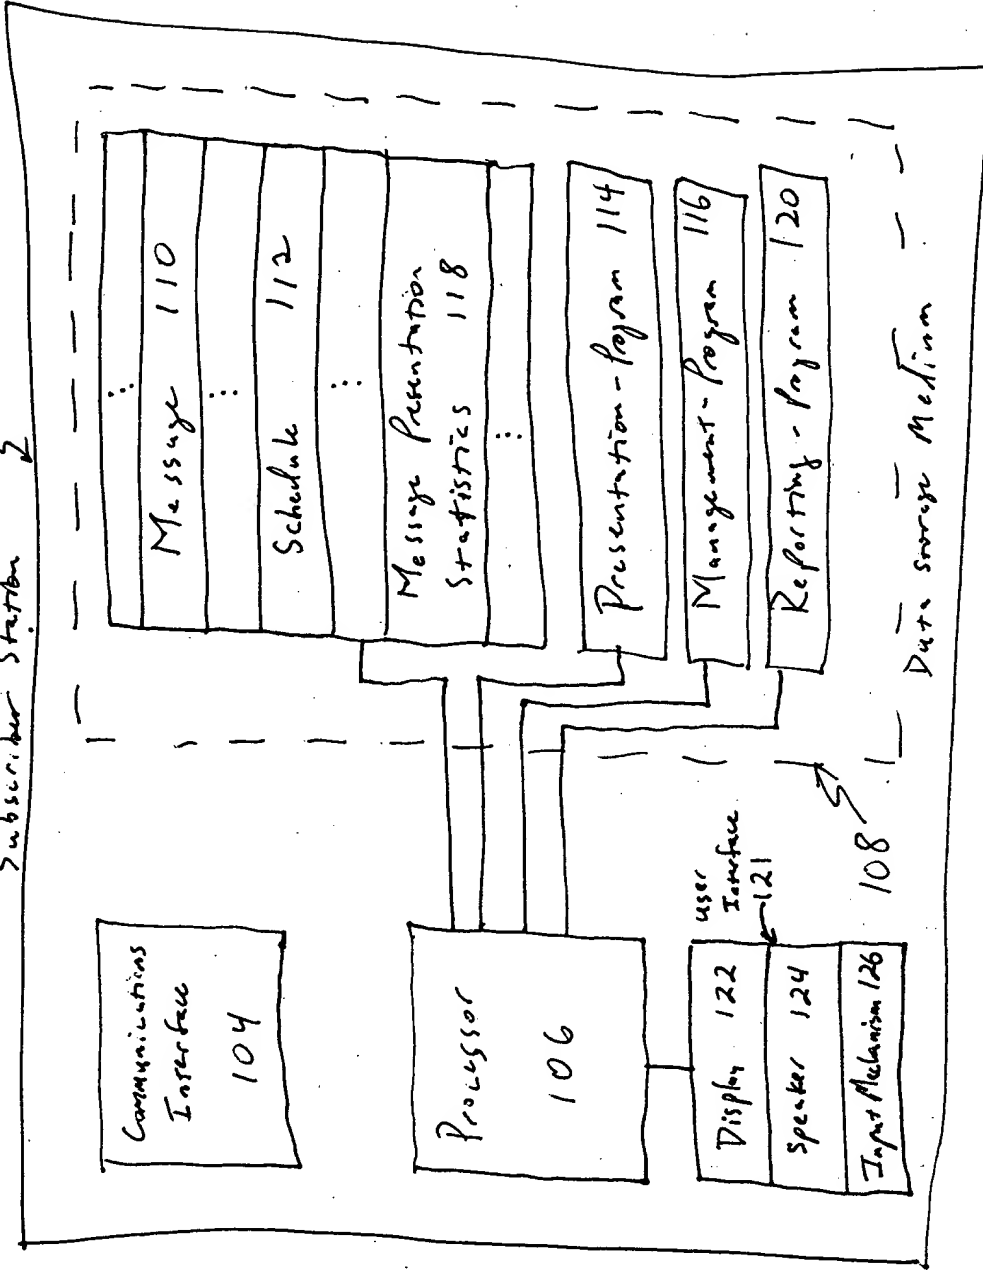 Subscriber Station 2
Communications
Interface
104
Processor
106
User
Interface
121
Display 122
Speaker 124
Input Mechanism 126
108
⋮
Message 110
⋮
Schedule 112
⋮
Message Presentation
Statistics 118
⋮
Presentation-Program 114
Management-Program 116
Reporting-Program 120
Data Storage Medium